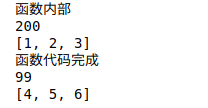 函数内部
200
[1, 2, 3]
函数代码完成
99
[4, 5, 6]